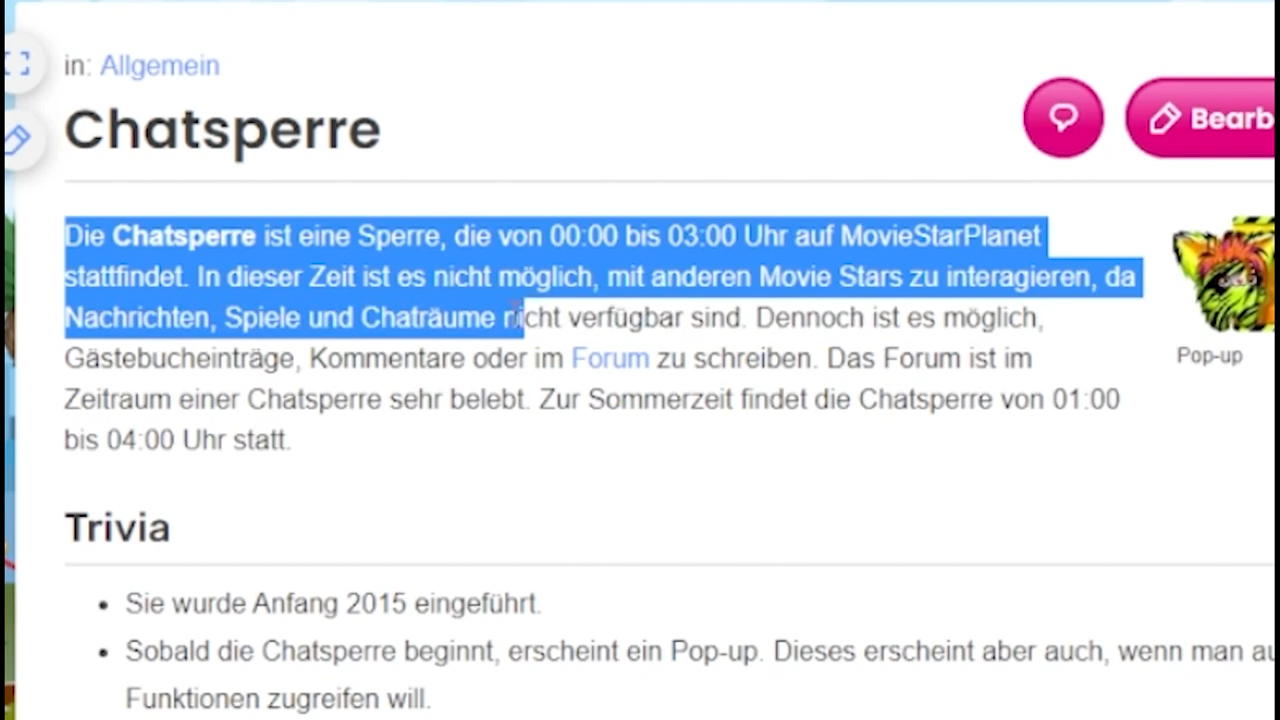 in: Allgemein
Chatsperre
Bearb
Die Chatsperre ist eine Sperre, die von 00:00 bis 03:00 Uhr auf MovieStarPlanet
stattfindet. In dieser Zeit ist es nicht möglich, mit anderen Movie Stars zu interagieren, da
Nachrichten, Spiele und Chaträume nicht verfügbar sind. Dennoch ist es möglich,
Gästebucheinträge, Kommentare oder im Forum zu schreiben. Das Forum ist im
Zeitraum einer Chatsperre sehr belebt. Zur Sommerzeit findet die Chatsperre von 01:00
bis 04:00 Uhr statt.
Pop-up
Trivia
Sie wurde Anfang 2015 eingeführt.
Sobald die Chatsperre beginnt, erscheint ein Pop-up. Dieses erscheint aber auch, wenn man au
Funktionen zugreifen will.